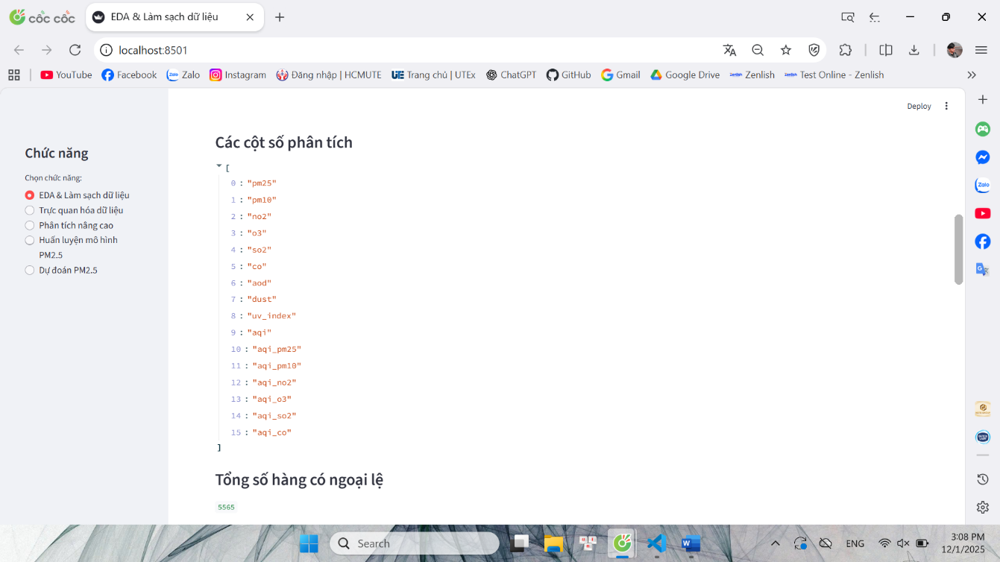 cốc cốc
EDA & Làm sạch dữ liệu
localhost:8501
YouTube Facebook Zalo Instagram Đăng nhập | HCMUTE Trang chủ | UTEx ChatGPT GitHub Gmail Google Drive Zenlish Test Online - Zenlish
Deploy
Chức năng
Chọn chức năng:
EDA & Làm sạch dữ liệu
Trực quan hóa dữ liệu
Phân tích nâng cao
Huấn luyện mô hình
PM2.5
Dự đoán PM2.5
Các cột số phân tích
[
0 : "pm25"
1 : "pm10"
2 : "no2"
3 : "o3"
4 : "so2"
5 : "co"
6 : "aod"
7 : "dust"
8 : "uv_index"
9 : "aqi"
10 : "aqi_pm25"
11 : "aqi_pm10"
12 : "aqi_no2"
13 : "aqi_o3"
14 : "aqi_so2"
15 : "aqi_co"
]
Tổng số hàng có ngoại lệ
5565
Search
ENG
3:08 PM
12/1/2025